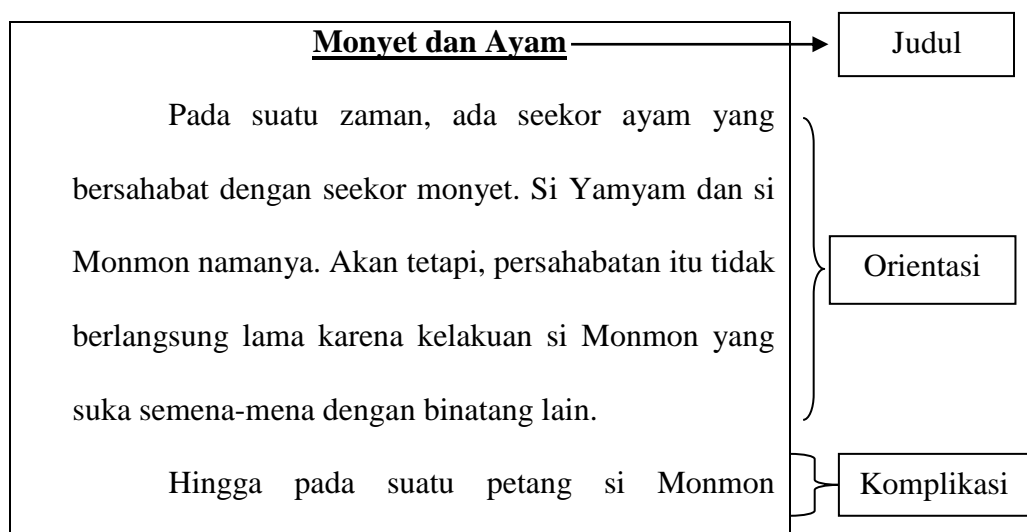 Monyet dan Ayam
Judul
Pada suatu zaman, ada seekor ayam yang
bersahabat dengan seekor monyet. Si Yamyam dan si
Monmon namanya. Akan tetapi, persahabatan itu tidak
berlangsung lama karena kelakuan si Monmon yang
suka semena-mena dengan binatang lain.
Orientasi
Hingga pada suatu petang si Monmon
Komplikasi